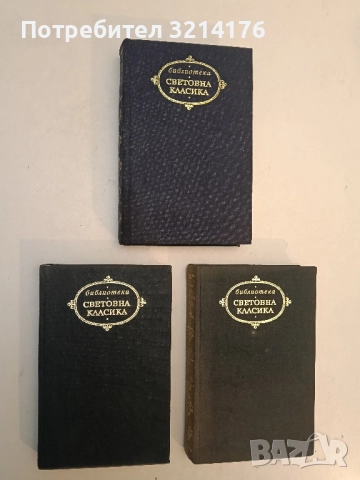 Потребител 3214176
библиотека
СВЕТОВНА
КЛАСИКА
библиотека
СВЕТОВНА
КЛАСИКА
библиотека
СВЕТОВНА
КЛАСИКА
BAZAR